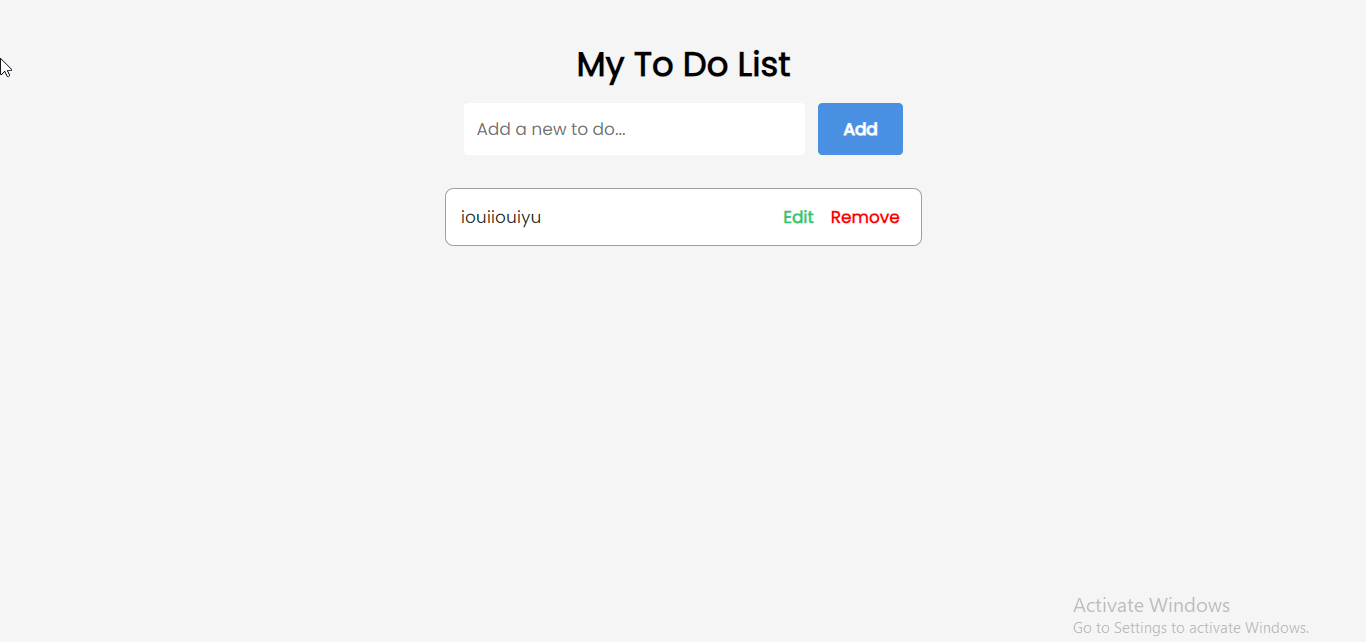 My To Do List
Add a new to do...
Add
iouiiouiyu
Edit
Remove
Activate Windows
Go to Settings to activate Windows.